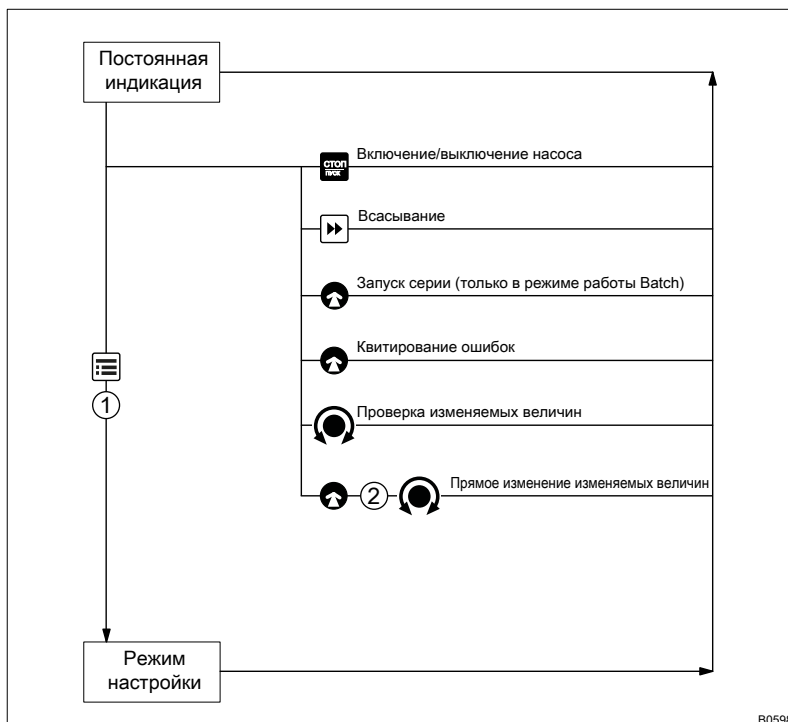 Постоянная
индикация
СТОП
ПУСК
Включение/выключение насоса
Всасывание
Запуск серии (только в режиме работы Batch)
Квитирование ошибок
1
Проверка изменяемых величин
2
Прямое изменение изменяемых величин
Режим
настройки
B0598